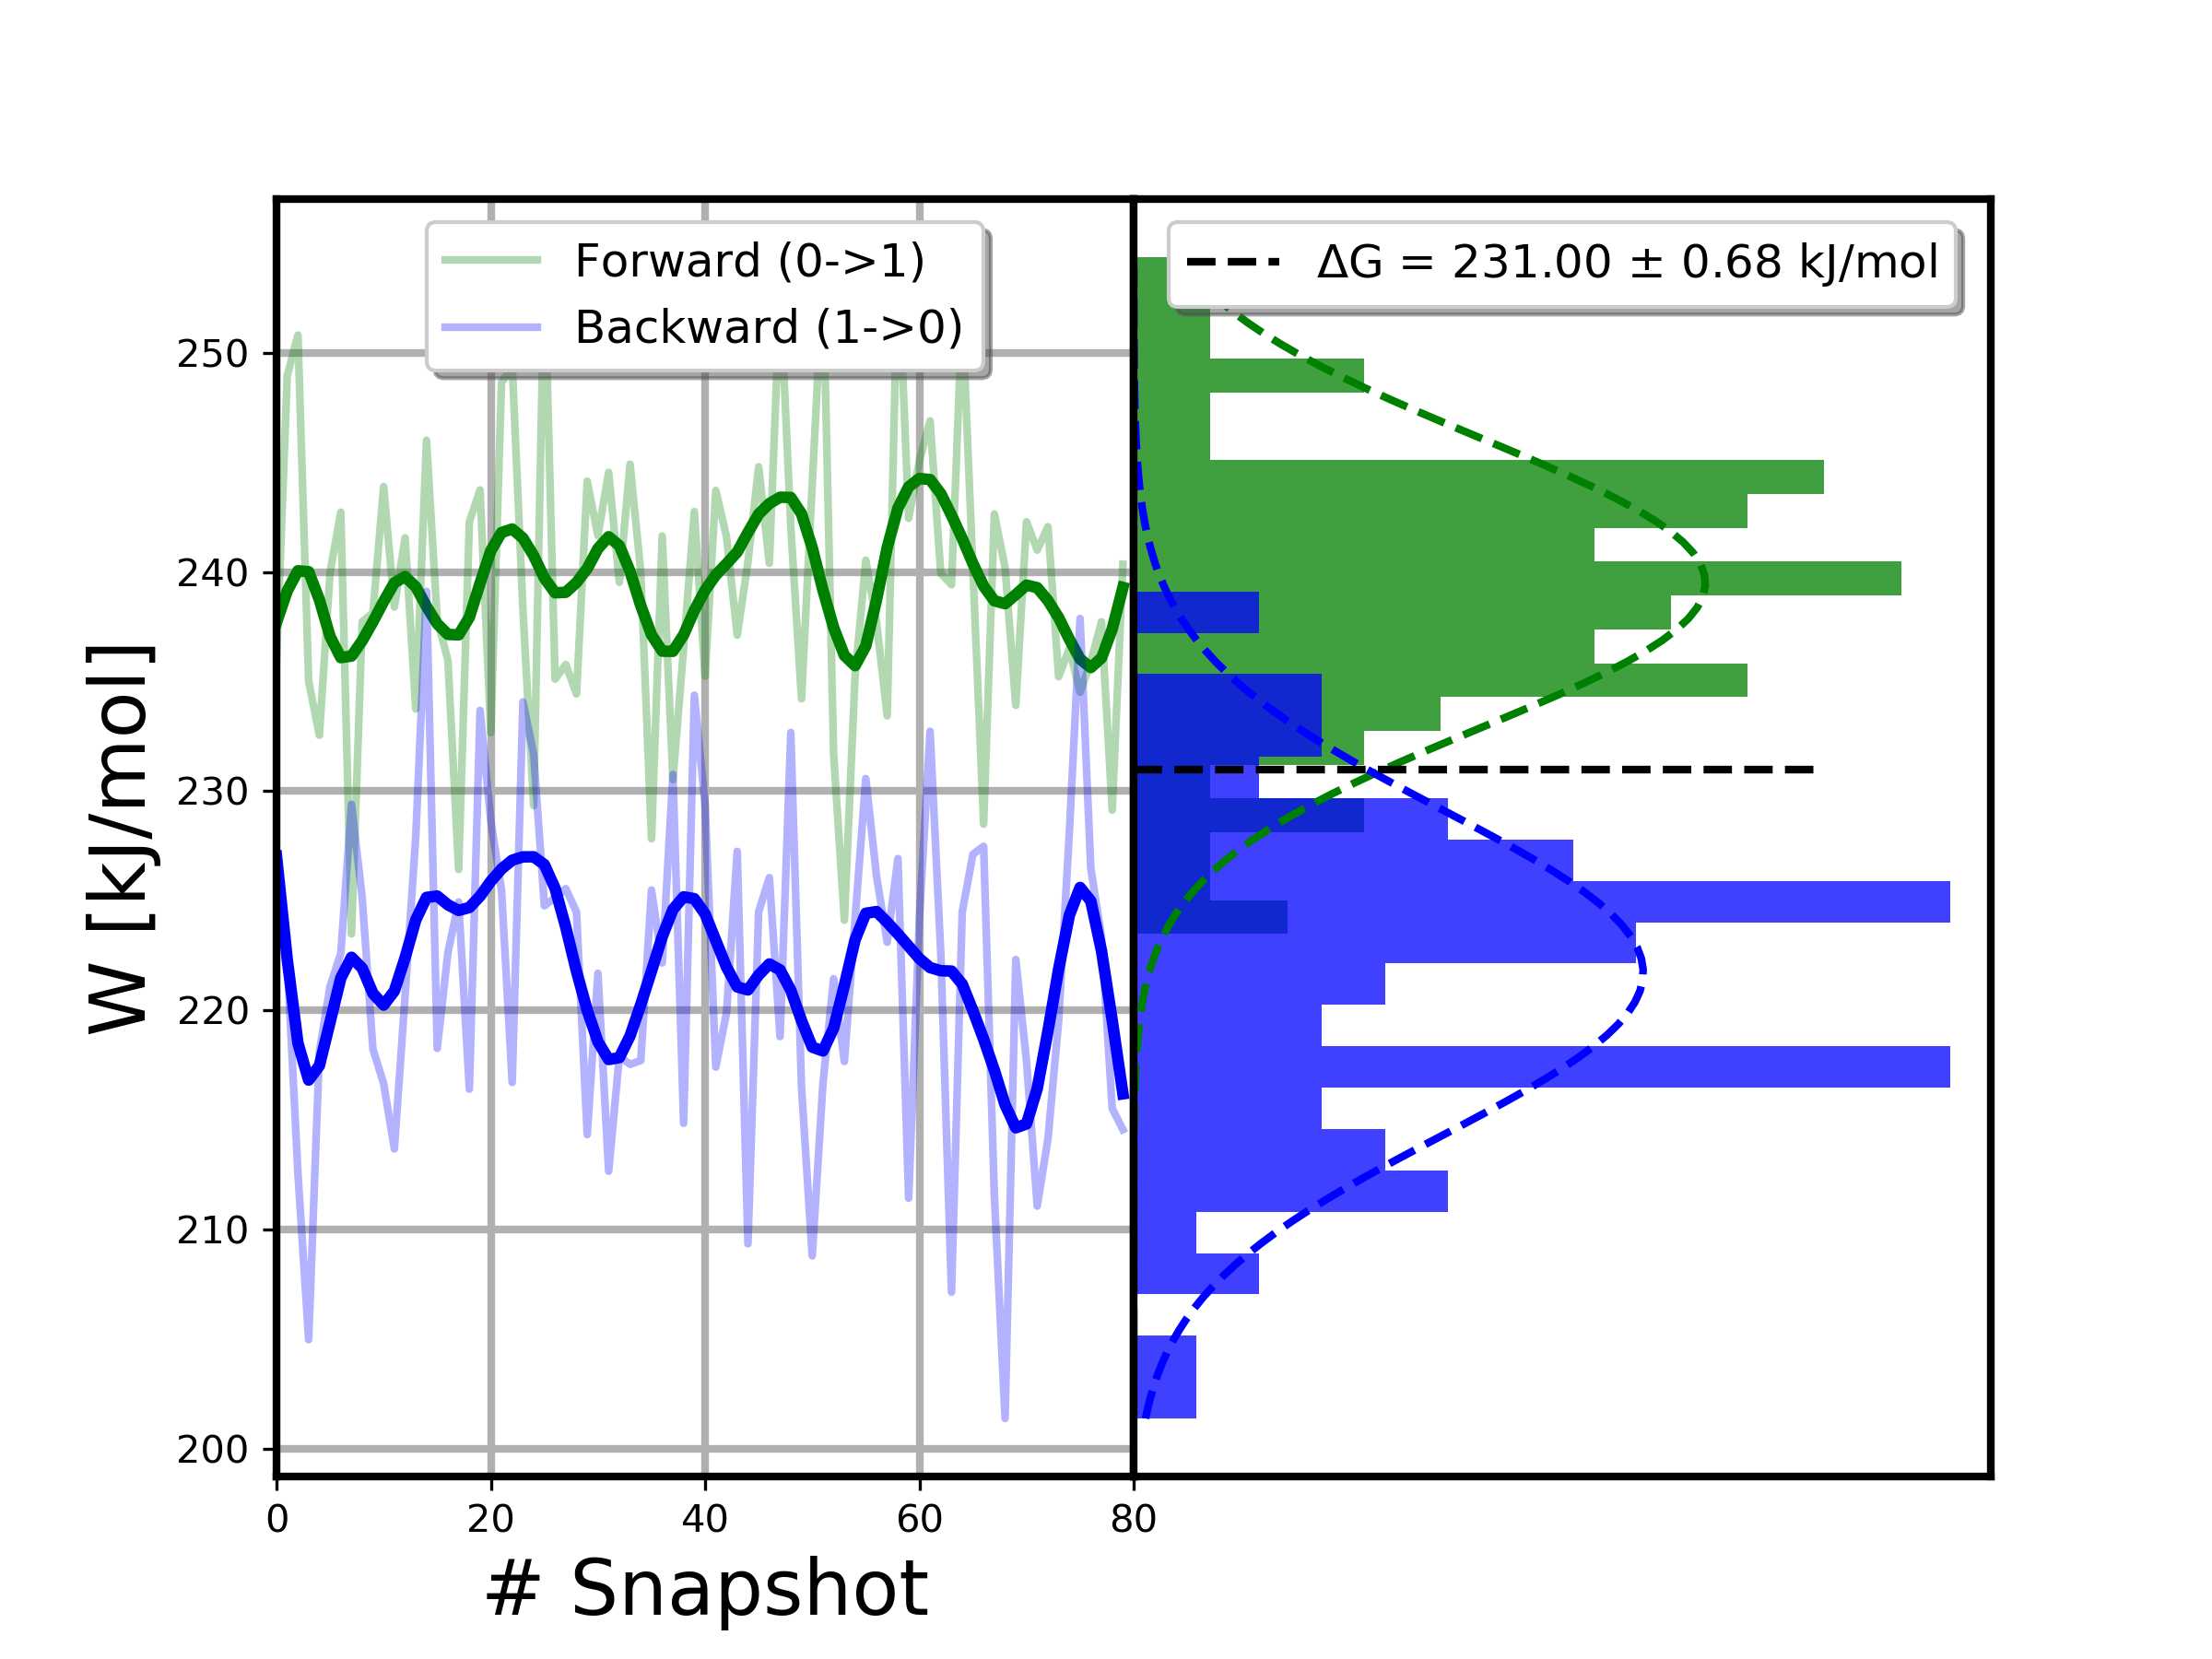 Forward (0->1)
Backward (1->0)
ΔG = 231.00 ± 0.68 kJ/mol
W [kJ/mol]
250
240
230
220
210
200
0
20
40
60
80
# Snapshot